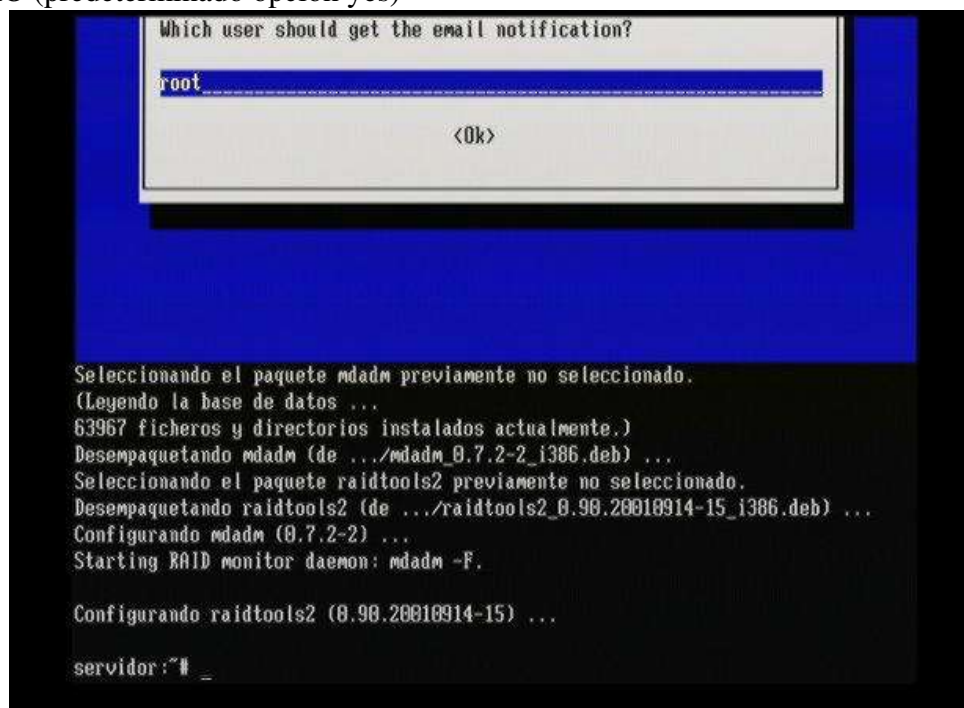 (predeterminado opción yes)
Which user should get the email notification?
root
<Ok>
Seleccionando el paquete mdadm previamente no seleccionado.
(Leyendo la base de datos ...
63967 ficheros y directorios instalados actualmente.)
Desempaquetando mdadm (de .../mdadm_0.7.2-2_i386.deb) ...
Seleccionando el paquete raidtools2 previamente no seleccionado.
Desempaquetando raidtools2 (de .../raidtools2_0.90.20010914-15_i386.deb) ...
Configurando mdadm (0.7.2-2) ...
Starting RAID monitor daemon: mdadm -F.
Configurando raidtools2 (0.90.20010914-15) ...
servidor:~# _